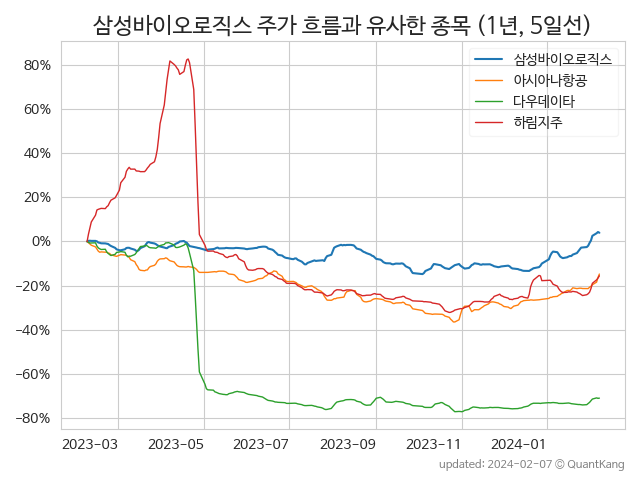 삼성바이오로직스 주가 흐름과 유사한 종목 (1년, 5일선)
삼성바이오로직스
아시아나항공
다우데이타
하림지주
80%
60%
40%
20%
0%
−20%
−40%
−60%
−80%
2023-03 2023-05 2023-07 2023-09 2023-11 2024-01
updated: 2024-02-07 © QuantKang